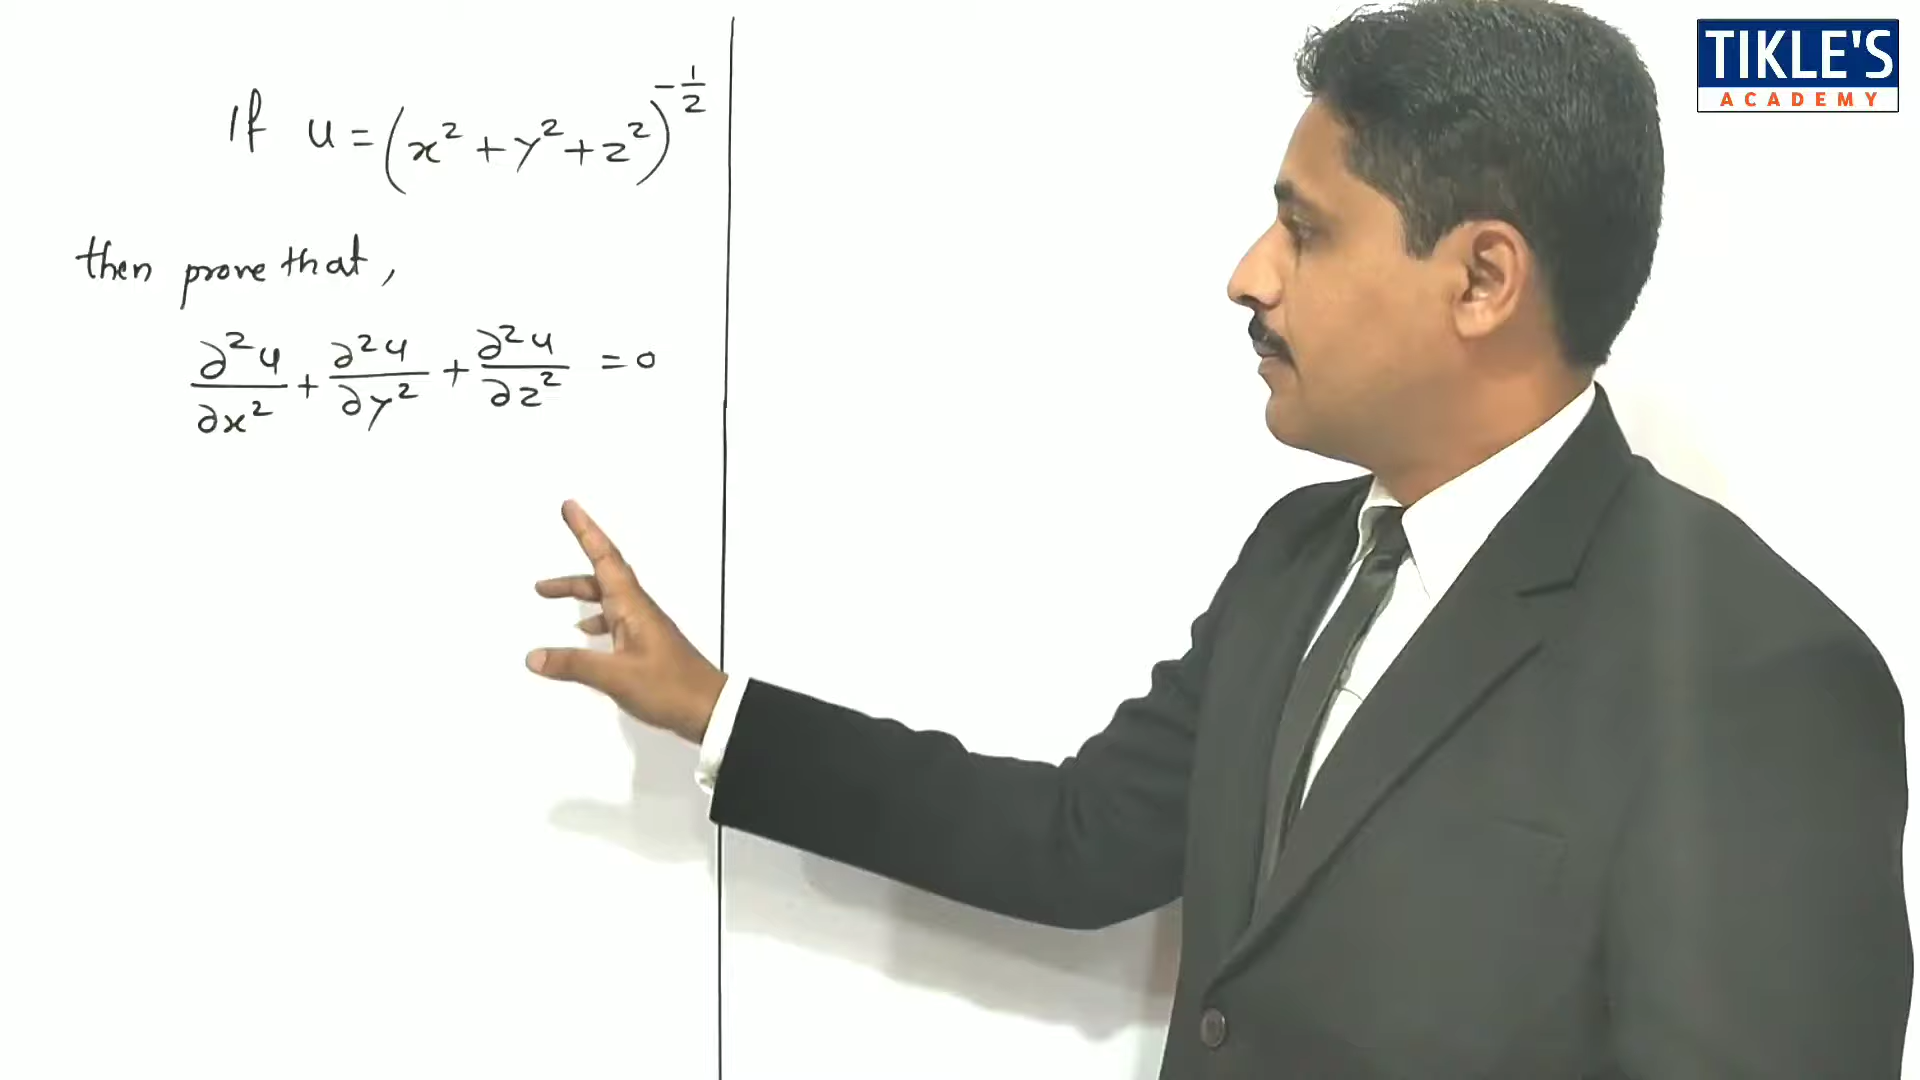 If u = (x² + y² + z²)^(-1/2)
then prove that,
∂²u/∂x² + ∂²u/∂y² + ∂²u/∂z² = 0
TIKLE'S
ACADEMY